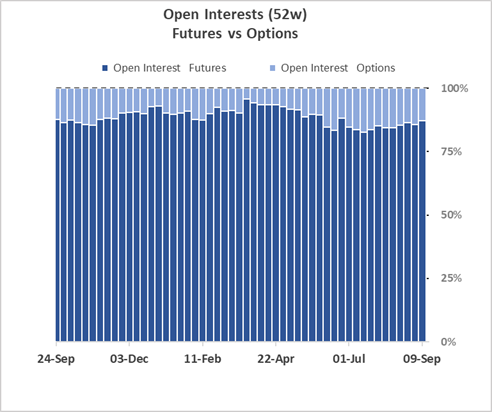 Open Interests (52w)
Futures vs Options
Open Interest Futures
Open Interest Options
100%
75%
50%
25%
0%
24-Sep 03-Dec 11-Feb 22-Apr 01-Jul 09-Sep